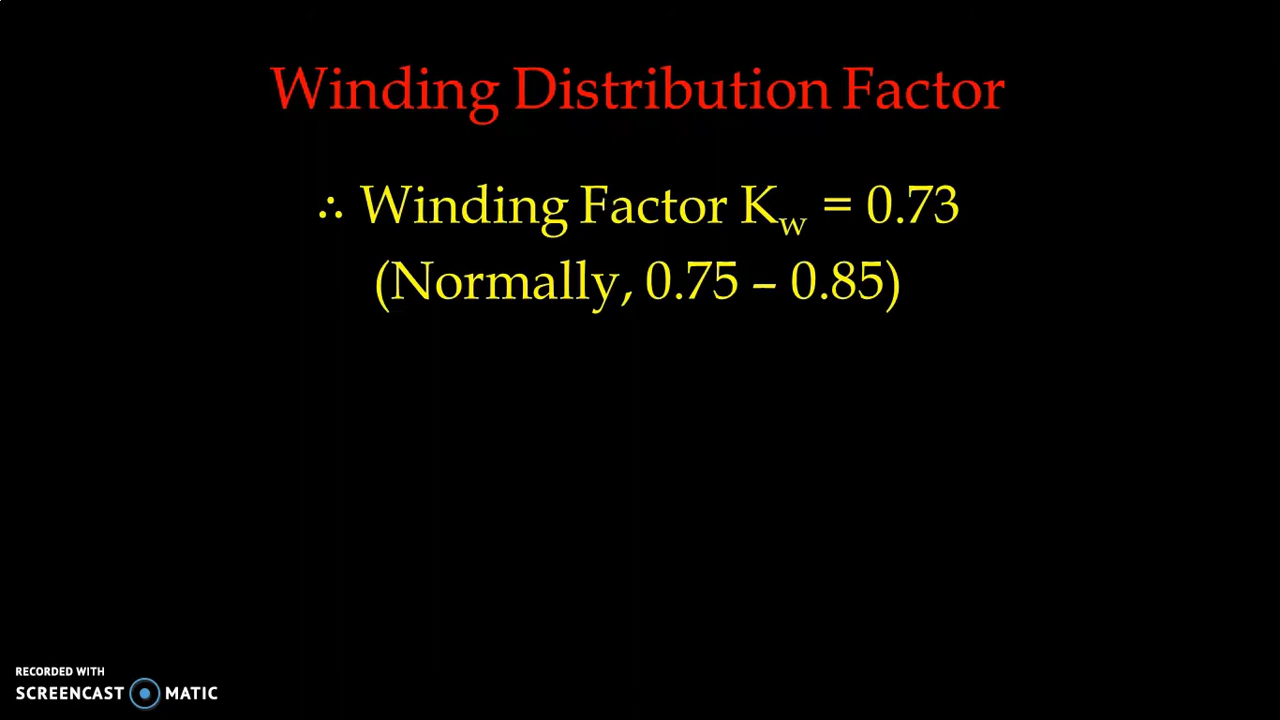 Winding Distribution Factor
∴ Winding Factor Kw = 0.73
(Normally, 0.75 – 0.85)
RECORDED WITH
SCREENCAST MATIC